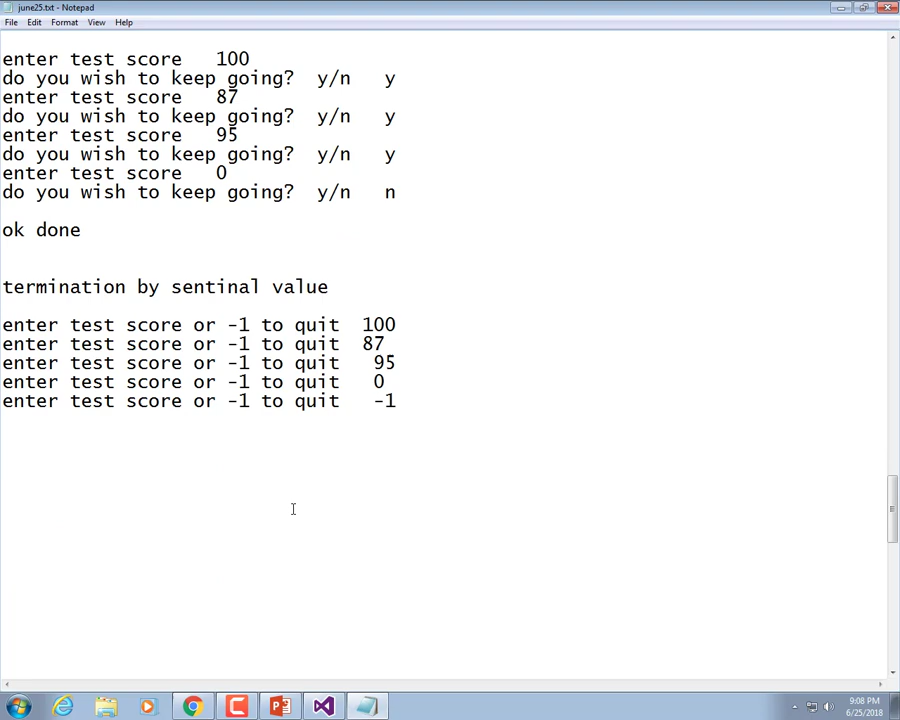 june25.txt - Notepad
File Edit Format View Help
enter test score 100
do you wish to keep going? y/n y
enter test score 87
do you wish to keep going? y/n y
enter test score 95
do you wish to keep going? y/n y
enter test score 0
do you wish to keep going? y/n n
ok done
termination by sentinal value
enter test score or -1 to quit 100
enter test score or -1 to quit 87
enter test score or -1 to quit 95
enter test score or -1 to quit 0
enter test score or -1 to quit -1
9:08 PM
6/25/2018